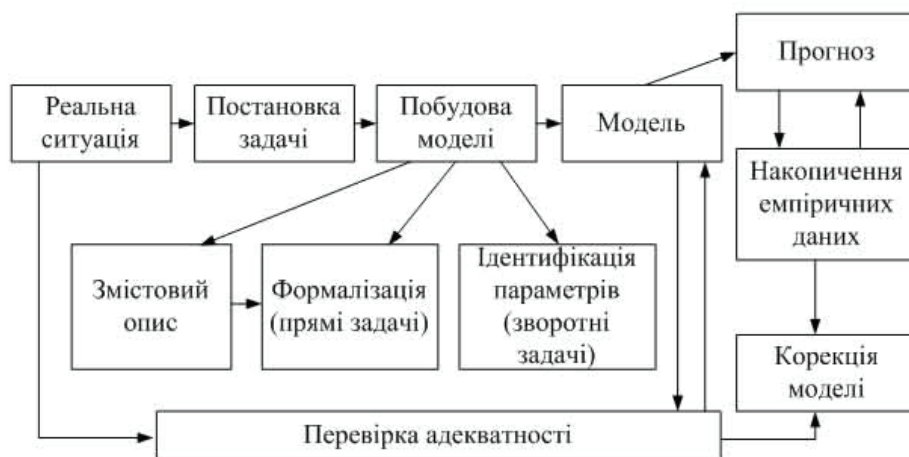 Прогноз
Реальна
ситуація
Постановка
задачі
Побудова
моделі
Модель
Накопичення
емпіричних
даних
Змістовий
опис
Формалізація
(прямі задачі)
Ідентифікація
параметрів
(зворотні
задачі)
Корекція
моделі
Перевірка адекватності